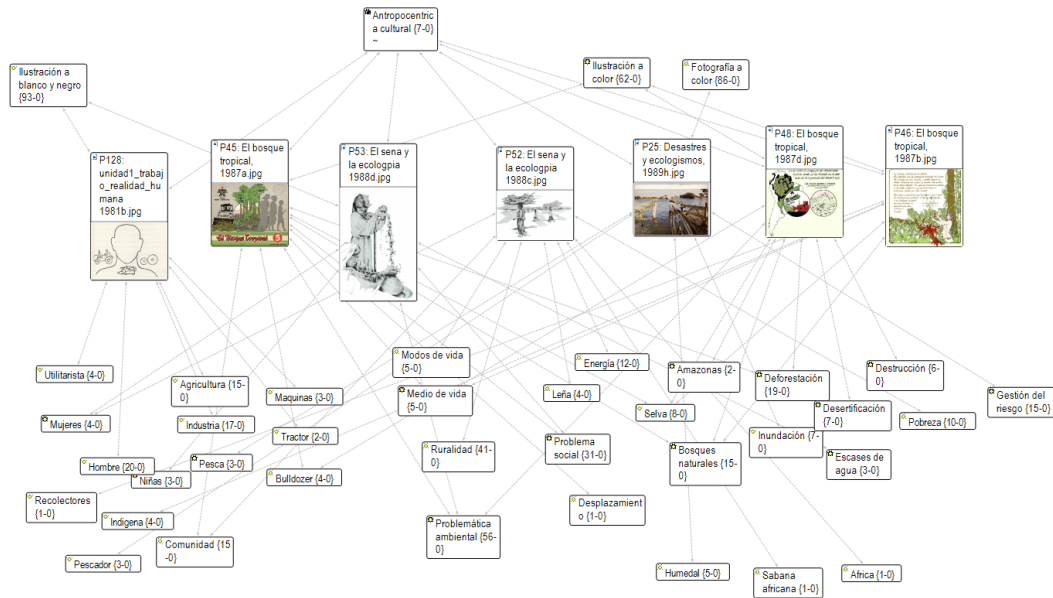 Antropocentric
a cultural {7-0}
~
Ilustración a
blanco y negro
{93-0}
Ilustración a
color {62-0}
Fotografía a
color {86-0}
P128:
unidad1_trabaj
o_realidad_hu
mana
1981b.jpg
P45: El bosque
tropical,
1987a.jpg
El Bosque Tropical 5
P53: El sena y
la ecologpia
1988d.jpg
P52: El sena y
la ecologpia
1988c.jpg
P25: Desastres
y ecologismos,
1989h.jpg
P48: El bosque
tropical,
1987d.jpg
P46: El bosque
tropical,
1987b.jpg
Utilitarista {4-0}
Mujeres {4-0}
Hombre {20-0}
Niñas {3-0}
Recolectores
{1-0}
Indigena {4-0}
Pescador {3-0}
Comunidad {15
-0}
Agricultura {15-
0}
Industria {17-0}
Pesca {3-0}
Maquinas {3-0}
Tractor {2-0}
Bulldozer {4-0}
Modos de vida
{5-0}
Medio de vida
{5-0}
Ruralidad {41-
0}
Problemática
ambiental {56-
0}
Energía {12-0}
Leña {4-0}
Problema
social {31-0}
Desplazamient
o {1-0}
Selva {8-0}
Amazonas {2-
0}
Bosques
naturales {15-
0}
Humedal {5-0}
Deforestación
{19-0}
Inundación {7-
0}
Desertificación
{7-0}
Escases de
agua {3-0}
Sabana
africana {1-0}
Africa {1-0}
Destrucción {6-
0}
Pobreza {10-0}
Gestión del
riesgo {15-0}